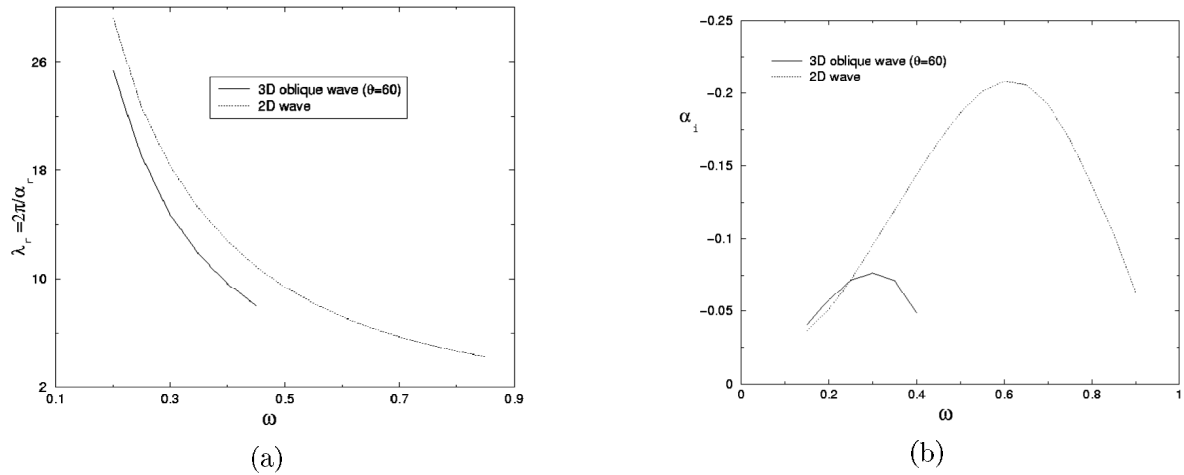 26
18
10
2
λr =2π/αr
0.1
0.3
0.5
0.7
0.9
ω
3D oblique wave (θ=60)
2D wave
(a)
-0.25
-0.2
-0.15
-0.1
-0.05
0
αi
0
0.2
0.4
0.6
0.8
1
ω
3D oblique wave (θ=60)
2D wave
(b)